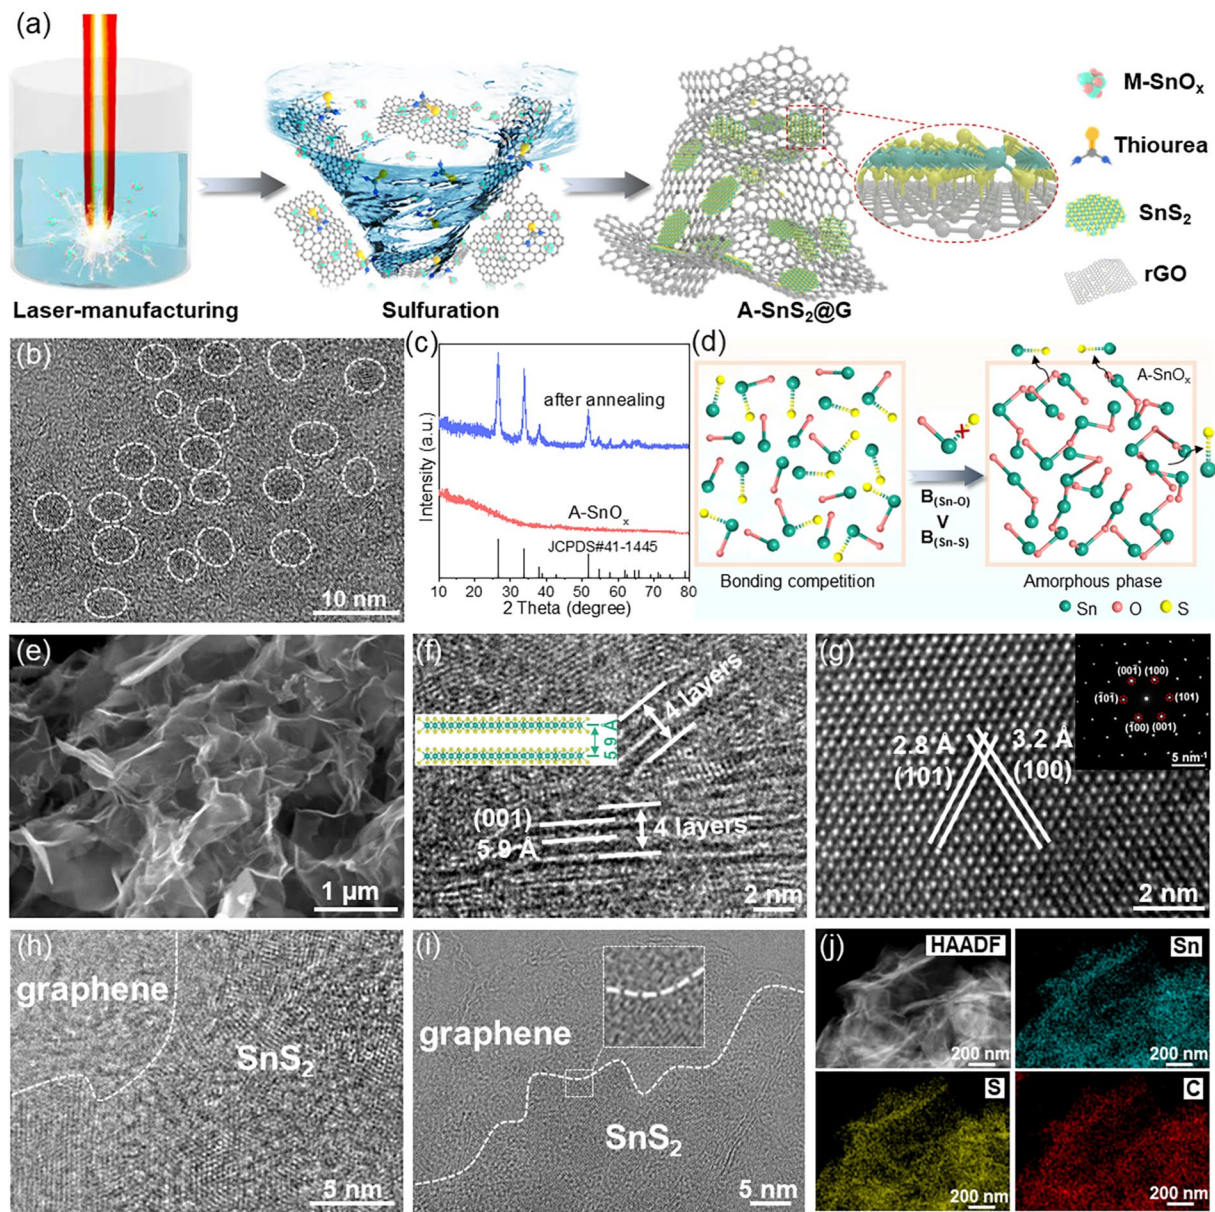 (a)
M-SnOₓ
Thiourea
SnS₂
rGO
Laser-manufacturing
Sulfuration
A-SnS₂@G
(b)
10 nm
(c)
Intensity (a.u.)
after annealing
A-SnOₓ
JCPDS#41-1445
10 20 30 40 50 60 70 80
2 Theta (degree)
(d)
A-SnOₓ
B(Sn-O)
V
B(Sn-S)
Bonding competition
Amorphous phase
Sn O S
(e)
1 μm
(f)
4 layers
5.9 Å
(001)
5.9 Å
4 layers
2 nm
(g)
(001̄) (100)
(1̄01̄) (101)
(1̄00) (001)
5 nm⁻¹
2.8 Å
(101)
3.2 Å
(100)
2 nm
(h)
graphene
SnS₂
5 nm
(i)
graphene
SnS₂
5 nm
(j)
HAADF
200 nm
Sn
200 nm
S
200 nm
C
200 nm